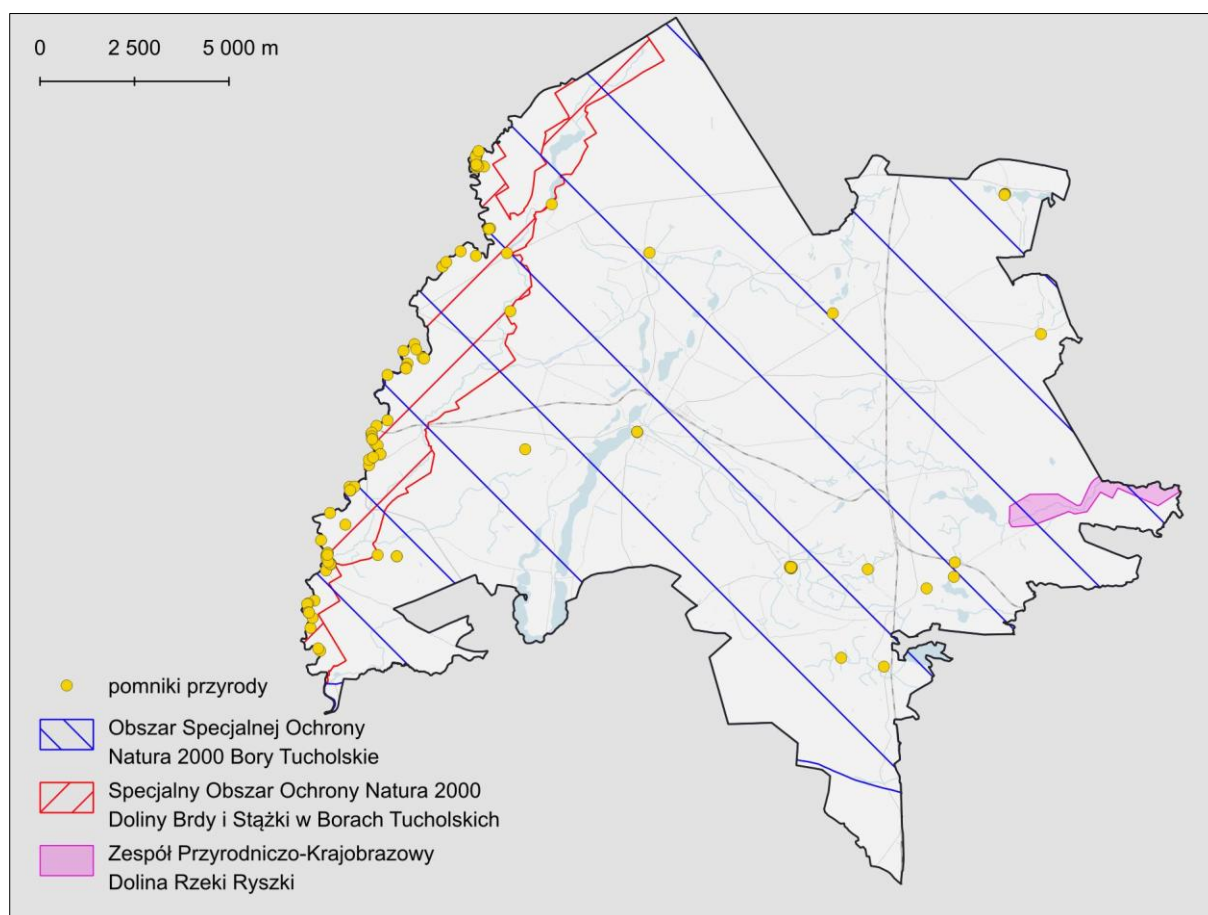 0 2 500 5 000 m
pomniki przyrody
Obszar Specjalnej Ochrony
Natura 2000 Bory Tucholskie
Specjalny Obszar Ochrony Natura 2000
Doliny Brdy i Stążki w Borach Tucholskich
Zespół Przyrodniczo-Krajobrazowy
Dolina Rzeki Ryszki